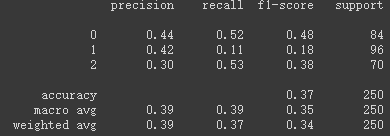 precision recall f1-score support
0 0.44 0.52 0.48 84
1 0.42 0.11 0.18 96
2 0.30 0.53 0.38 70
accuracy 0.37 250
macro avg 0.39 0.39 0.35 250
weighted avg 0.39 0.37 0.34 250